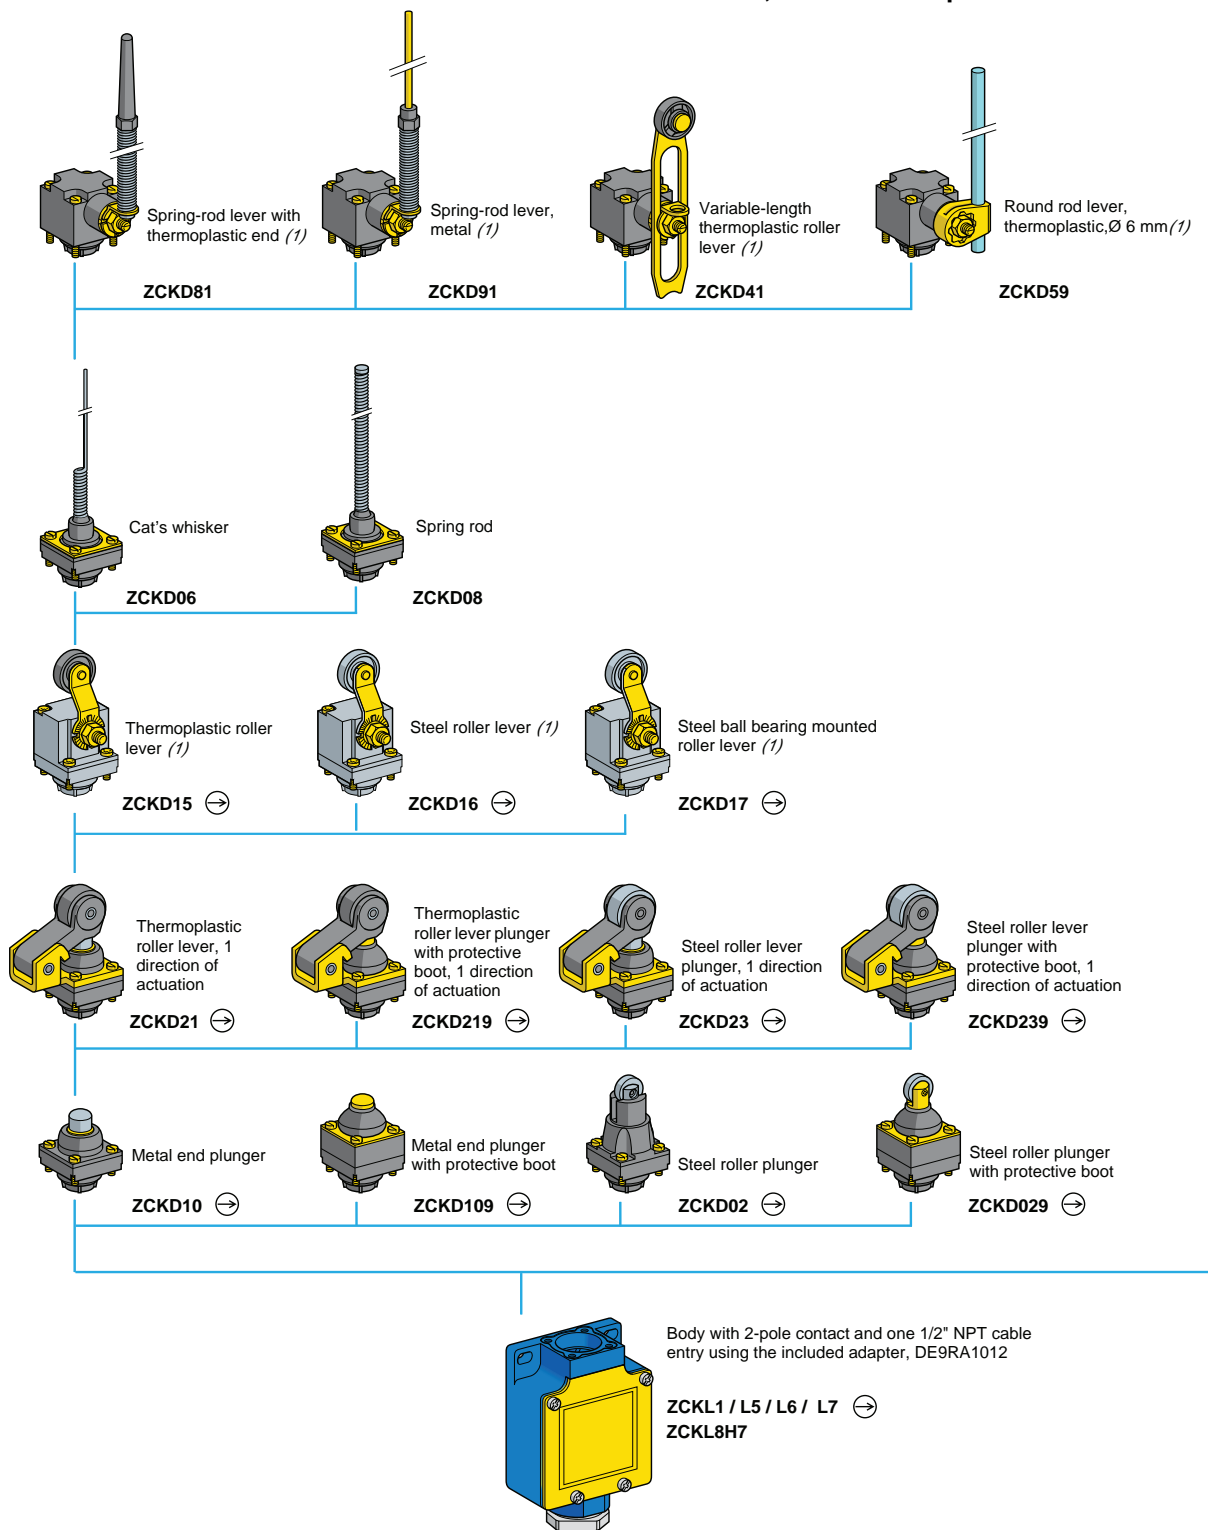 Spring-rod lever with
thermoplastic end (1)
ZCKD81
Spring-rod lever,
metal (1)
ZCKD91
Variable-length
thermoplastic roller
lever (1)
ZCKD41
Round rod lever,
thermoplastic,Ø 6 mm(1)
ZCKD59
Cat's whisker
ZCKD06
Spring rod
ZCKD08
Thermoplastic roller
lever (1)
ZCKD15
Steel roller lever (1)
ZCKD16
Steel ball bearing mounted
roller lever (1)
ZCKD17
Thermoplastic
roller lever, 1
direction of
actuation
ZCKD21
Thermoplastic
roller lever plunger
with protective
boot, 1 direction
of actuation
ZCKD219
Steel roller lever
plunger, 1 direction
of actuation
ZCKD23
Steel roller lever
plunger with
protective boot, 1
direction of actuation
ZCKD239
Metal end plunger
ZCKD10
Metal end plunger
with protective boot
ZCKD109
Steel roller plunger
ZCKD02
Steel roller plunger
with protective boot
ZCKD029
Body with 2-pole contact and one 1/2" NPT cable
entry using the included adapter, DE9RA1012
ZCKL1 / L5 / L6 / L7
ZCKL8H7